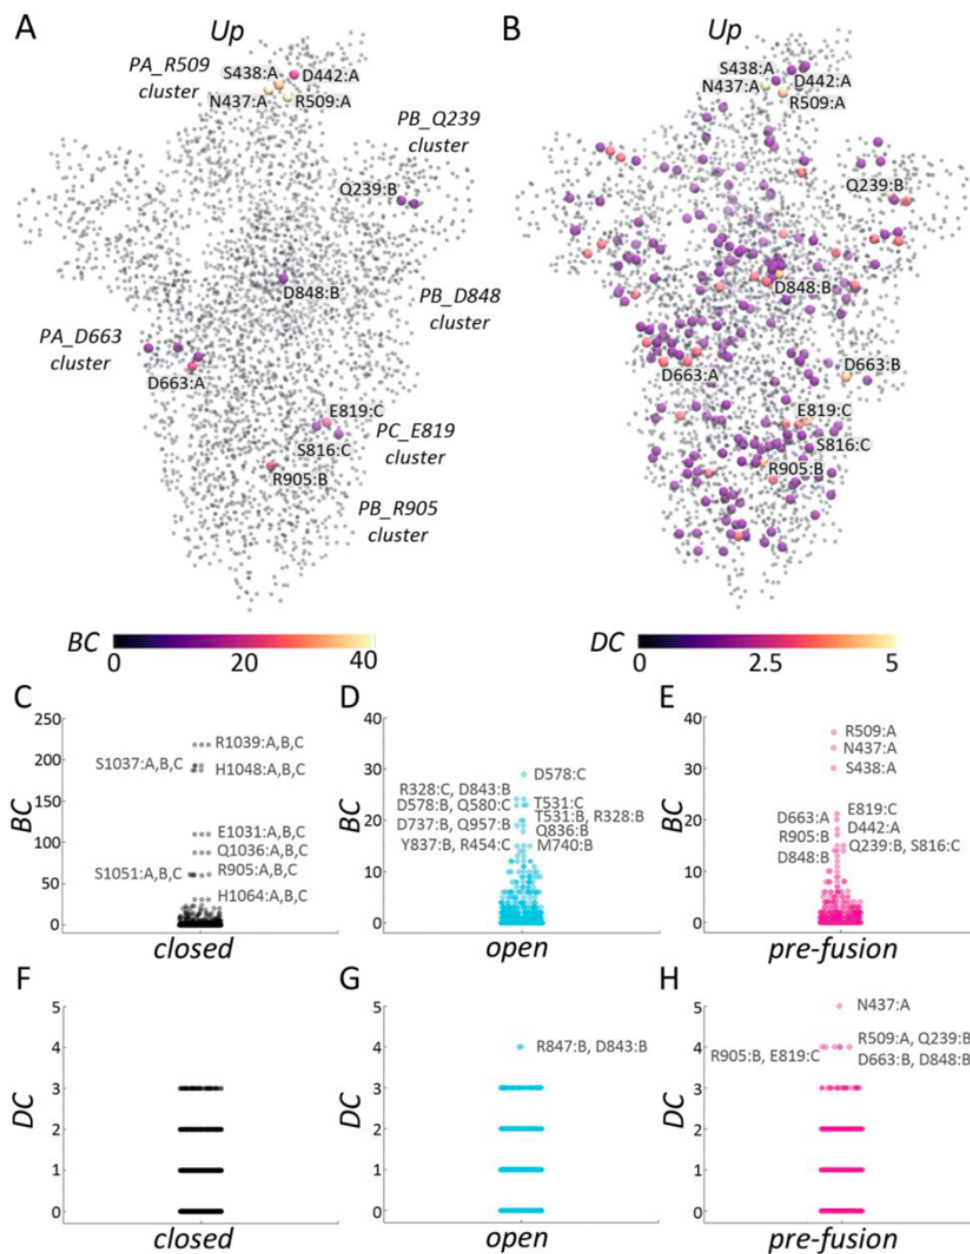 A
Up
PA_R509
cluster
S438:A
D442:A
N437:A
R509:A
PB_Q239
cluster
Q239:B
D848:B
PB_D848
cluster
PA_D663
cluster
D663:A
E819:C
PC_E819
cluster
S816:C
R905:B
PB_R905
cluster
BC
0
20
40
B
Up
S438:A
D442:A
N437:A
R509:A
Q239:B
D848:B
D663:B
D663:A
E819:C
S816:C
R905:B
DC
0
2.5
5
C
BC
250
200
150
100
50
0
R1039:A,B,C
S1037:A,B,C
H1048:A,B,C
E1031:A,B,C
Q1036:A,B,C
S1051:A,B,C
R905:A,B,C
H1064:A,B,C
closed
D
BC
40
30
20
10
0
D578:C
R328:C, D843:B
D578:B, Q580:C
T531:C
T531:B, R328:B
D737:B, Q957:B
Q836:B
Y837:B, R454:C
M740:B
open
E
BC
40
30
20
10
0
R509:A
N437:A
S438:A
D663:A
E819:C
R905:B
D442:A
D848:B
Q239:B, S816:C
pre-fusion
F
DC
5
4
3
2
1
0
closed
G
DC
5
4
3
2
1
0
R847:B, D843:B
open
H
DC
5
4
3
2
1
0
N437:A
R509:A, Q239:B
R905:B, E819:C
D663:B, D848:B
pre-fusion